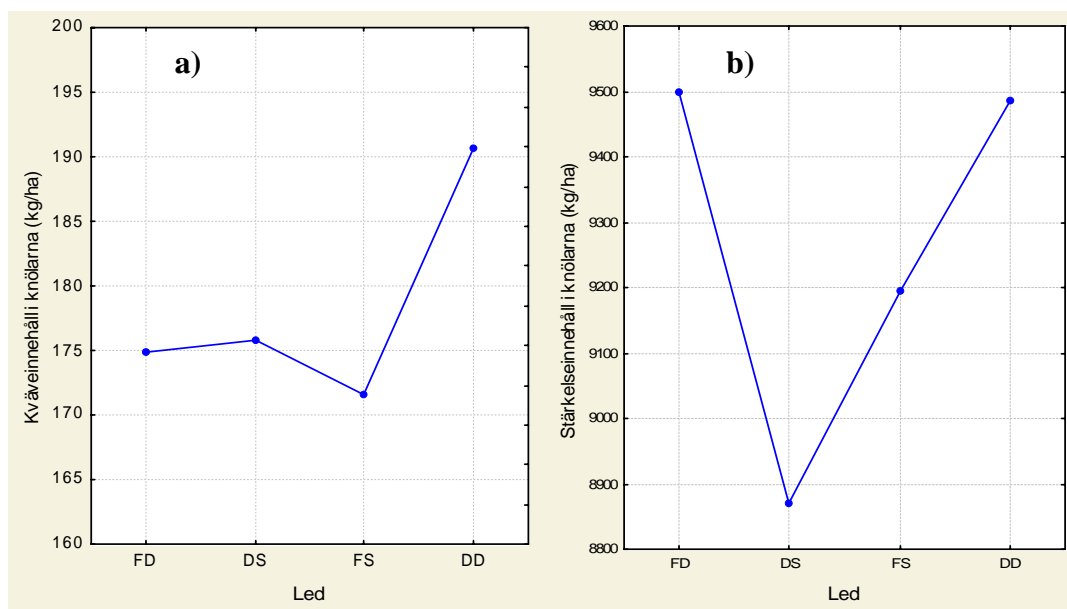 a)
Kväveinnehåll i knölarna (kg/ha)
200
195
190
185
180
175
170
165
160
FD DS FS DD
Led
b)
Stärkelseinnehåll i knölarna (kg/ha)
9600
9500
9400
9300
9200
9100
9000
8900
8800
FD DS FS DD
Led